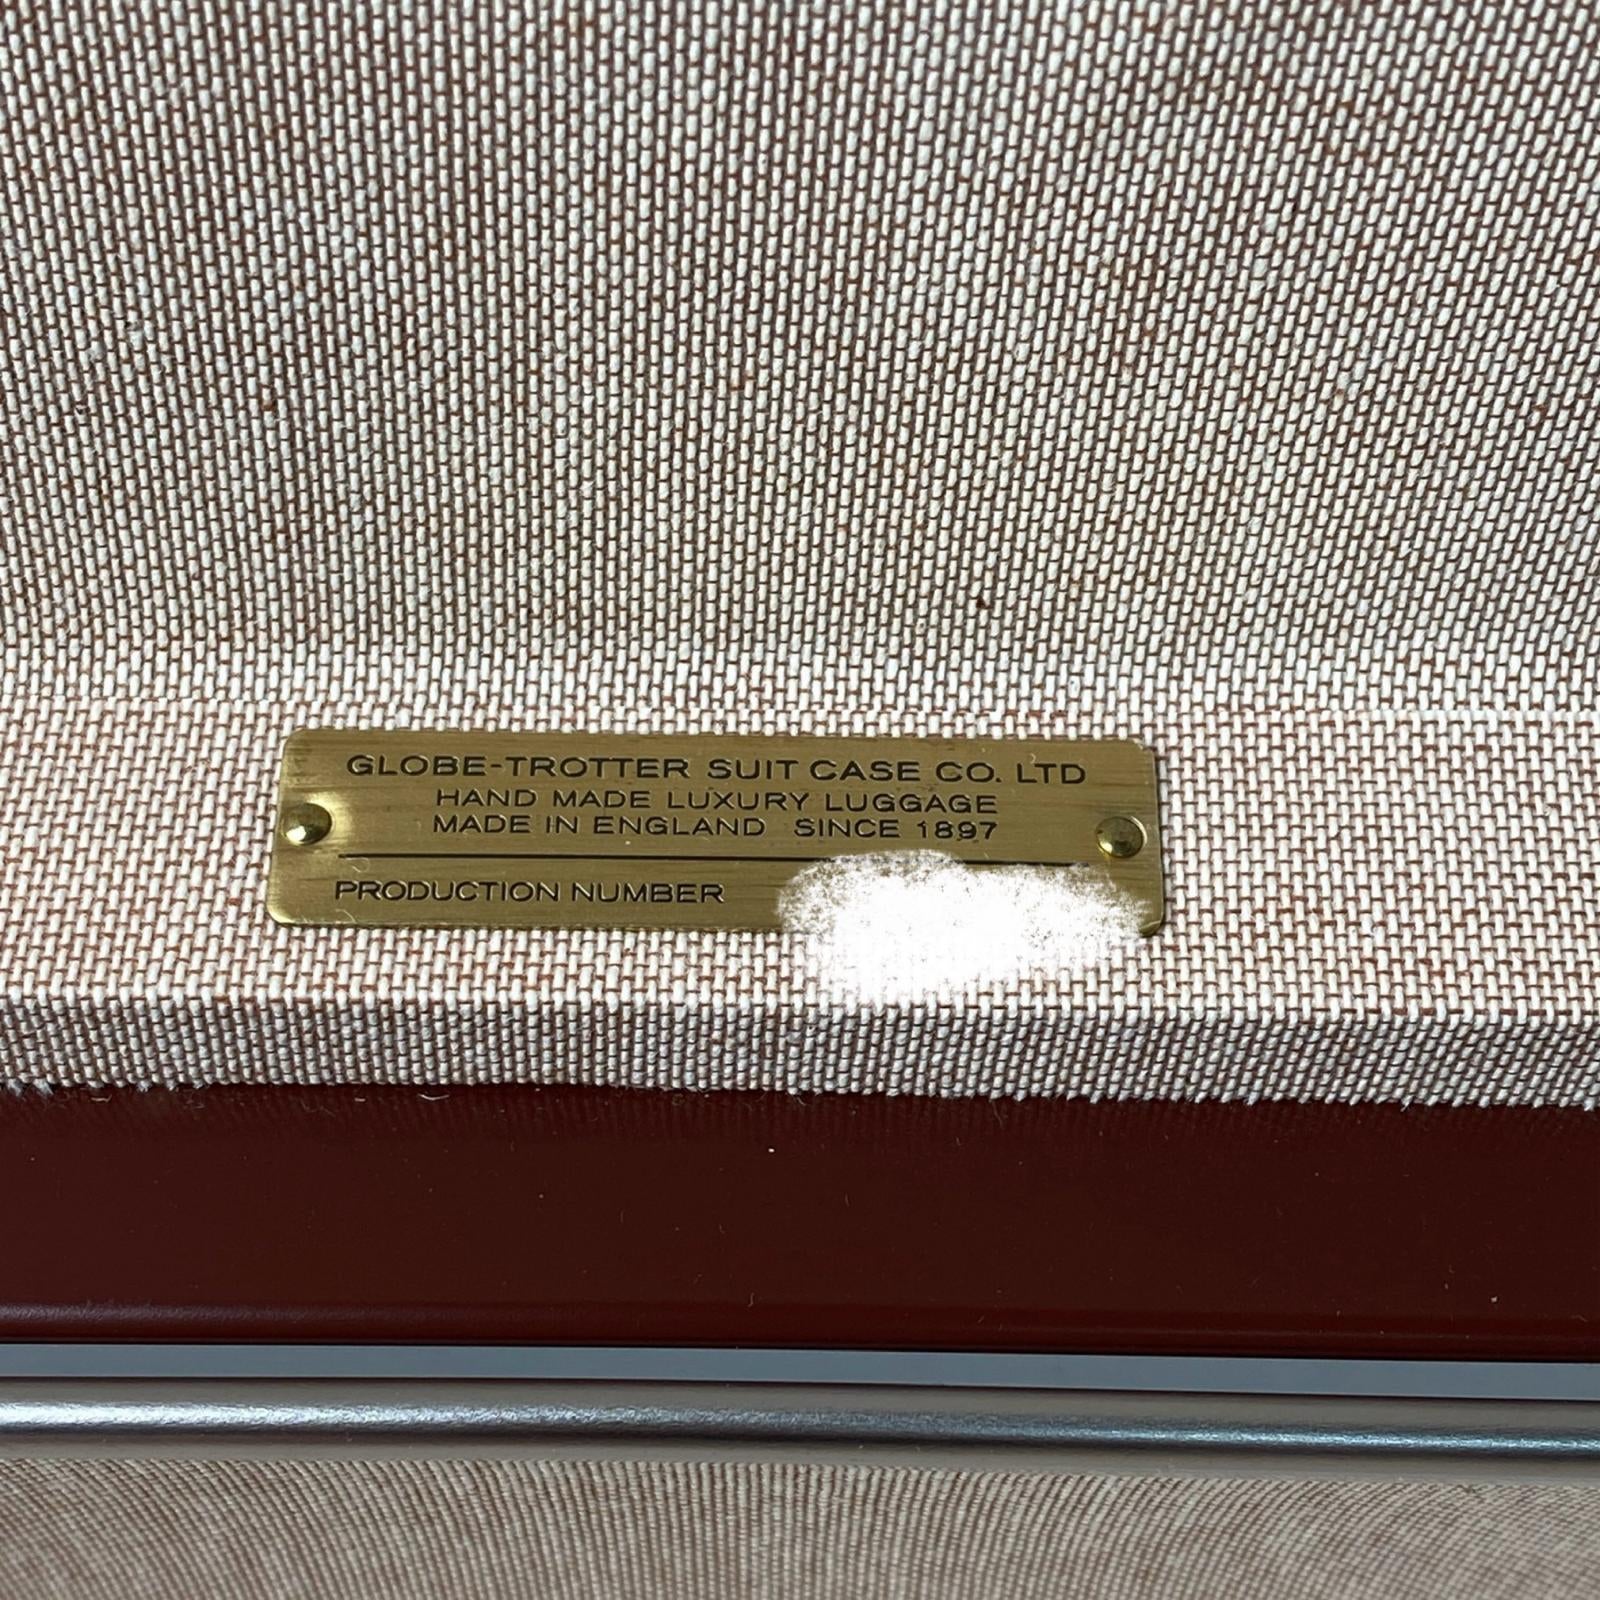 GLOBE-TROTTER SUIT CASE CO. LTD
HAND MADE LUXURY LUGGAGE
MADE IN ENGLAND SINCE 1897
PRODUCTION NUMBER